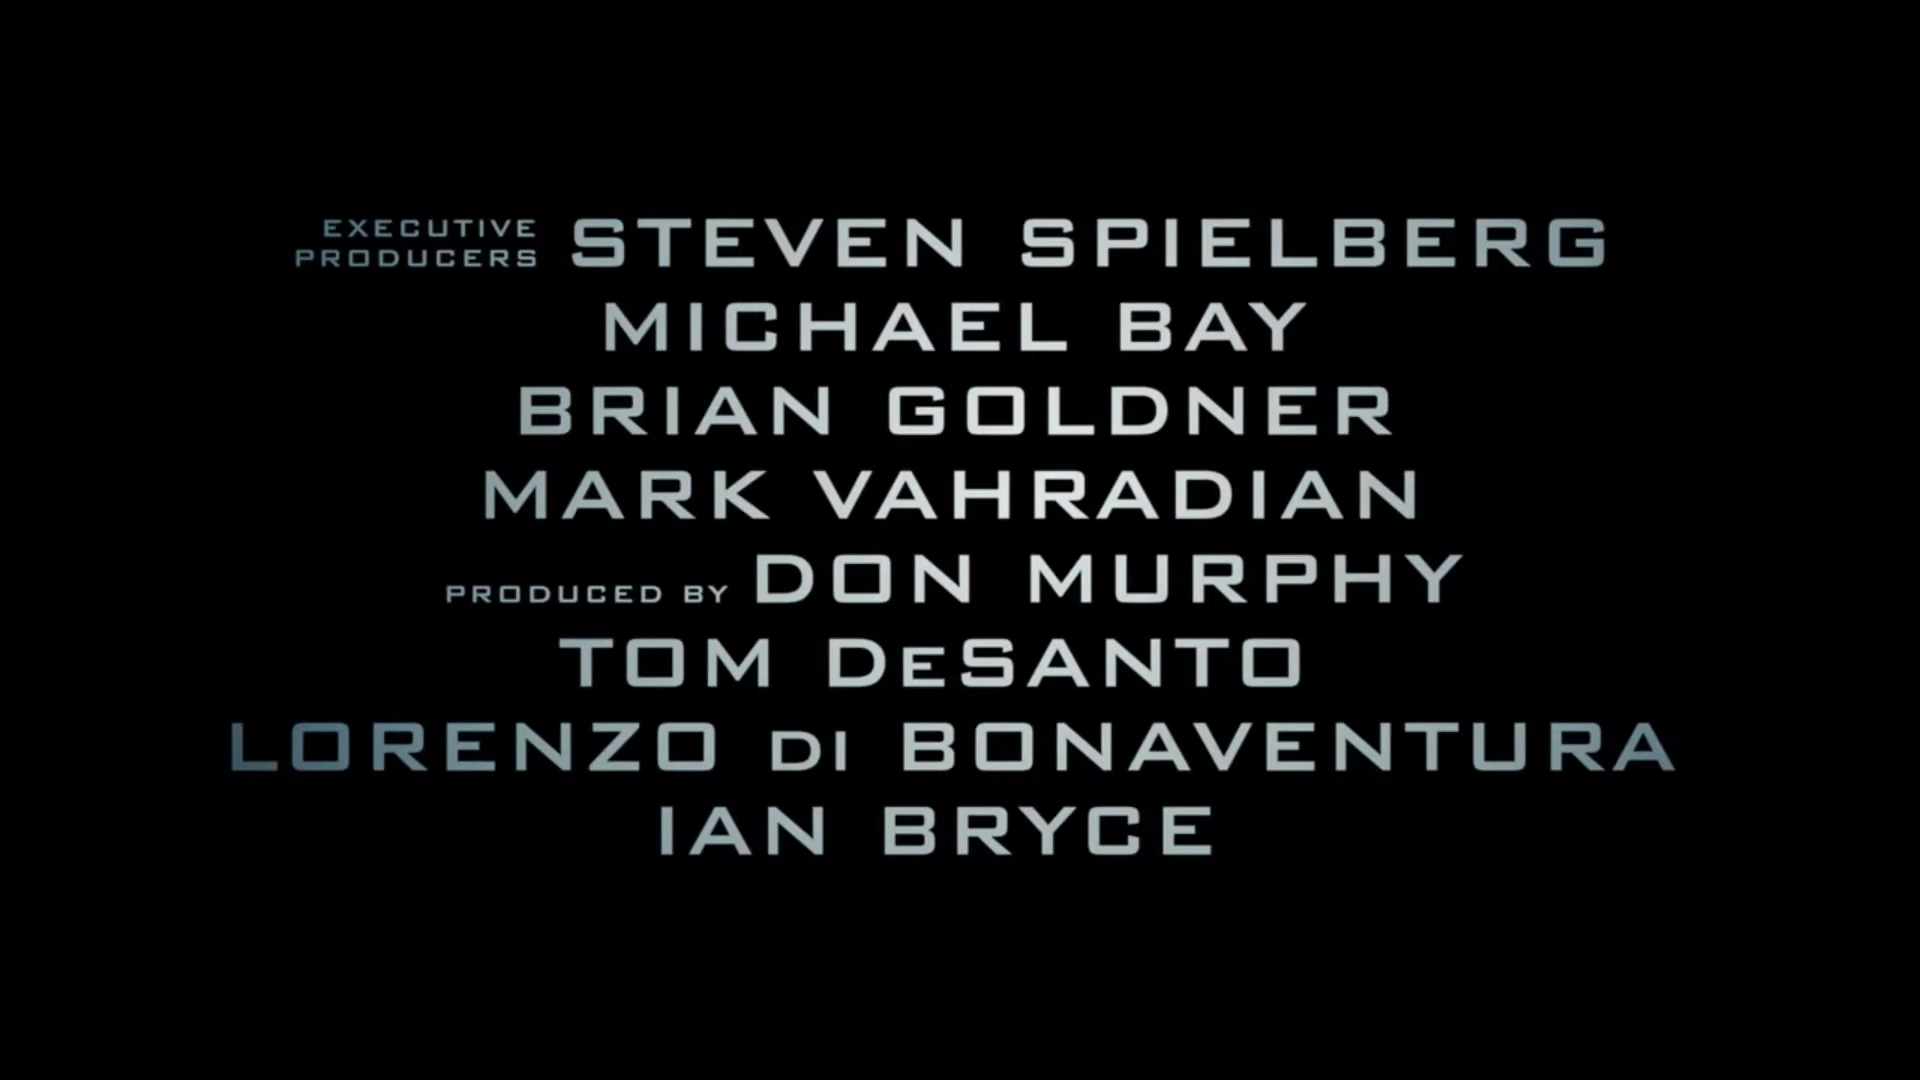 EXECUTIVE
PRODUCERS STEVEN SPIELBERG
MICHAEL BAY
BRIAN GOLDNER
MARK VAHRADIAN
PRODUCED BY DON MURPHY
TOM DeSANTO
LORENZO DI BONAVENTURA
IAN BRYCE